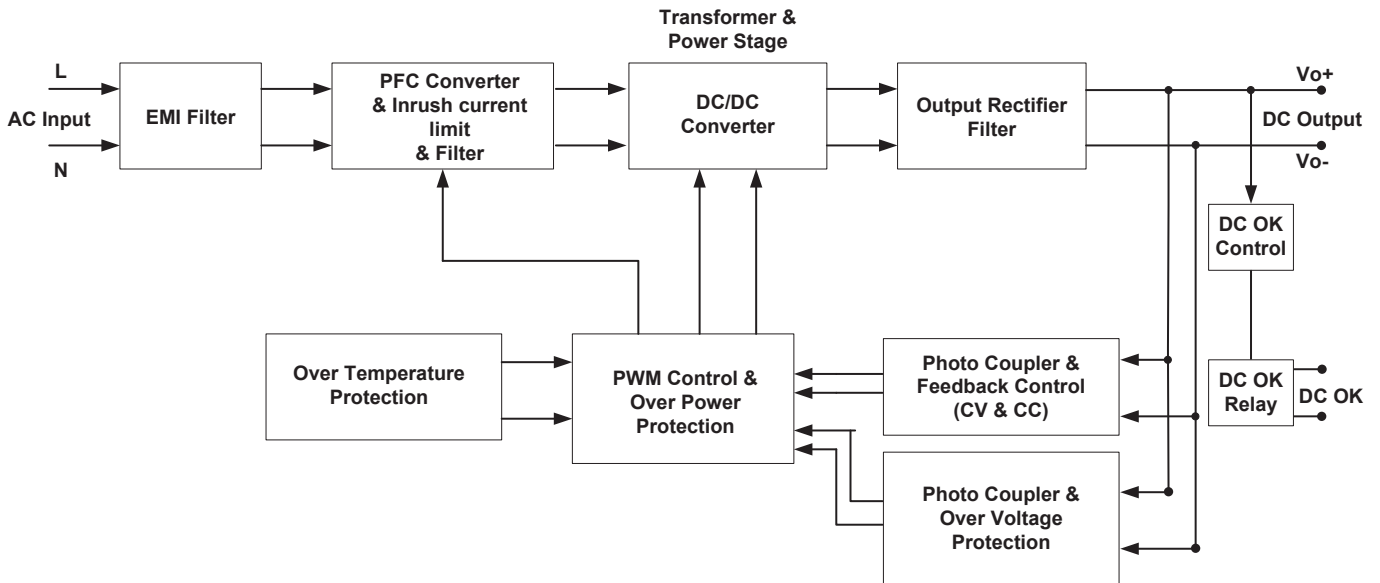 Transformer &
Power Stage
L
AC Input
N
EMI Filter
PFC Converter
& Inrush current
limit
& Filter
DC/DC
Converter
Output Rectifier
Filter
Vo+
DC Output
Vo-
DC OK
Control
Over Temperature
Protection
PWM Control &
Over Power
Protection
Photo Coupler &
Feedback Control
(CV & CC)
DC OK
Relay
DC OK
Photo Coupler &
Over Voltage
Protection